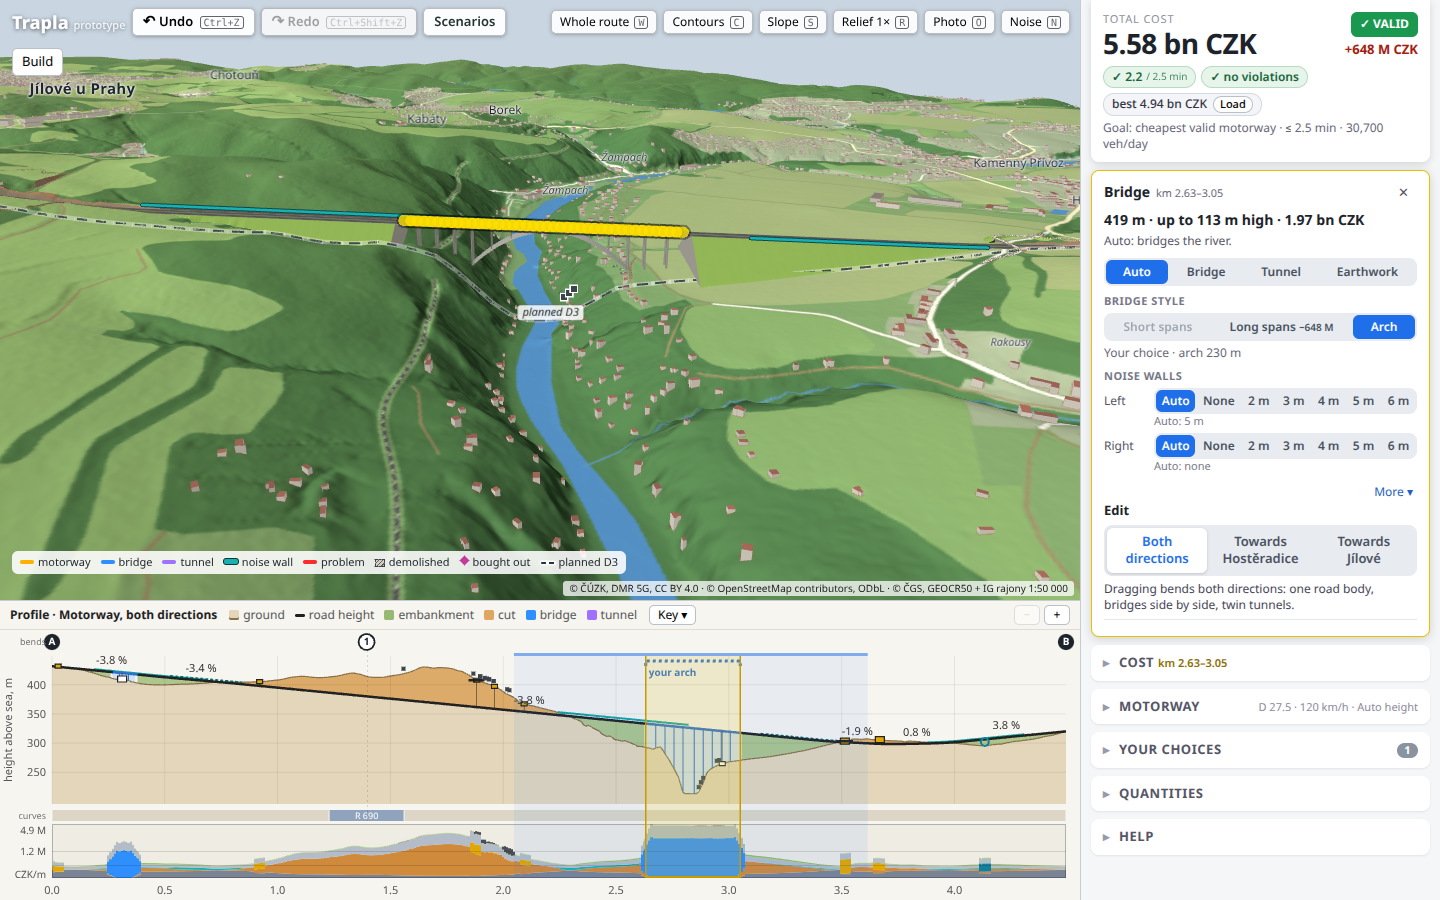 Trapla prototype
↶ Undo Ctrl+Z
↷ Redo Ctrl+Shift+Z
Scenarios
Whole route W
Contours C
Slope S
Relief 1× R
Photo O
Noise N
Build
Chotouň
Jílové u Prahy
Borek
Kabáty
Žampach
Kamenný Přívoz
Žampach
planned D3
Rakousy
motorway
bridge
tunnel
noise wall
problem
demolished
bought out
planned D3
© ČÚZK, DMR 5G, CC BY 4.0 · © OpenStreetMap contributors, ODbL · © ČGS, GEOCR50 + IG rajony 1:50 000
Profile · Motorway, both directions
ground
road height
embankment
cut
bridge
tunnel
Key ▾
−
+
bends
A
1
B
-3.8 %
-3.4 %
-3.8 %
your arch
-1.9 %
0.8 %
3.8 %
height above sea, m
400
350
300
250
curves
R 690
4.9 M
1.2 M
CZK/m
0.0
0.5
1.0
1.5
2.0
2.5
3.0
3.5
4.0
TOTAL COST
✓ VALID
5.58 bn CZK
+648 M CZK
✓ 2.2 / 2.5 min
✓ no violations
best 4.94 bn CZK Load
Goal: cheapest valid motorway · ≤ 2.5 min · 30,700
veh/day
Bridge km 2.63–3.05
×
419 m · up to 113 m high · 1.97 bn CZK
Auto: bridges the river.
Auto
Bridge
Tunnel
Earthwork
BRIDGE STYLE
Short spans
Long spans −648 M
Arch
Your choice · arch 230 m
NOISE WALLS
Left Auto None 2 m 3 m 4 m 5 m 6 m
Auto: 5 m
Right Auto None 2 m 3 m 4 m 5 m 6 m
Auto: none
More ▾
Edit
Both
directions
Towards
Hostěradice
Towards
Jílové
Dragging bends both directions: one road body,
bridges side by side, twin tunnels.
▸ COST km 2.63–3.05
▸ MOTORWAY D 27.5 · 120 km/h · Auto height
▸ YOUR CHOICES 1
▸ QUANTITIES
▸ HELP